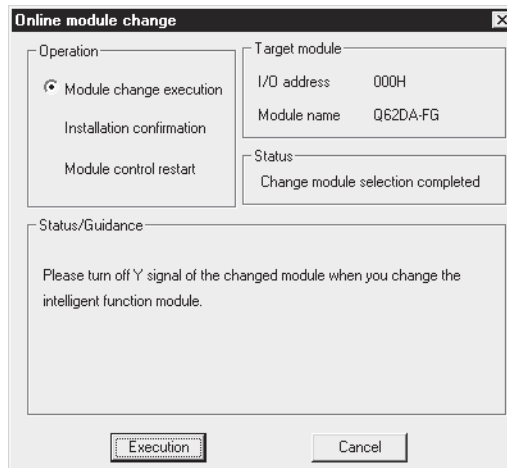 Online module change
Operation
Module change execution
Installation confirmation
Module control restart
Target module
I/O address 000H
Module name Q62DA-FG
Status
Change module selection completed
Status/Guidance
Please turn off Y signal of the changed module when you change the
intelligent function module.
Execution
Cancel